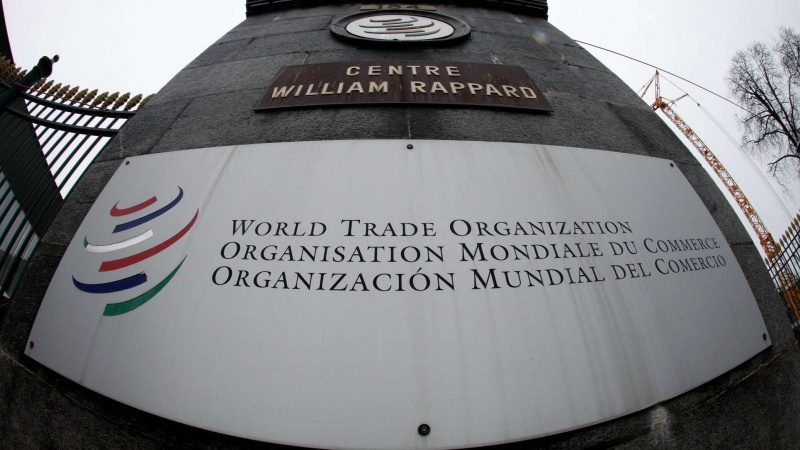 CENTRE
WILLIAM RAPPARD
WORLD TRADE ORGANIZATION
ORGANISATION MONDIALE DU COMMERCE
ORGANIZACIÓN MUNDIAL DEL COMERCIO